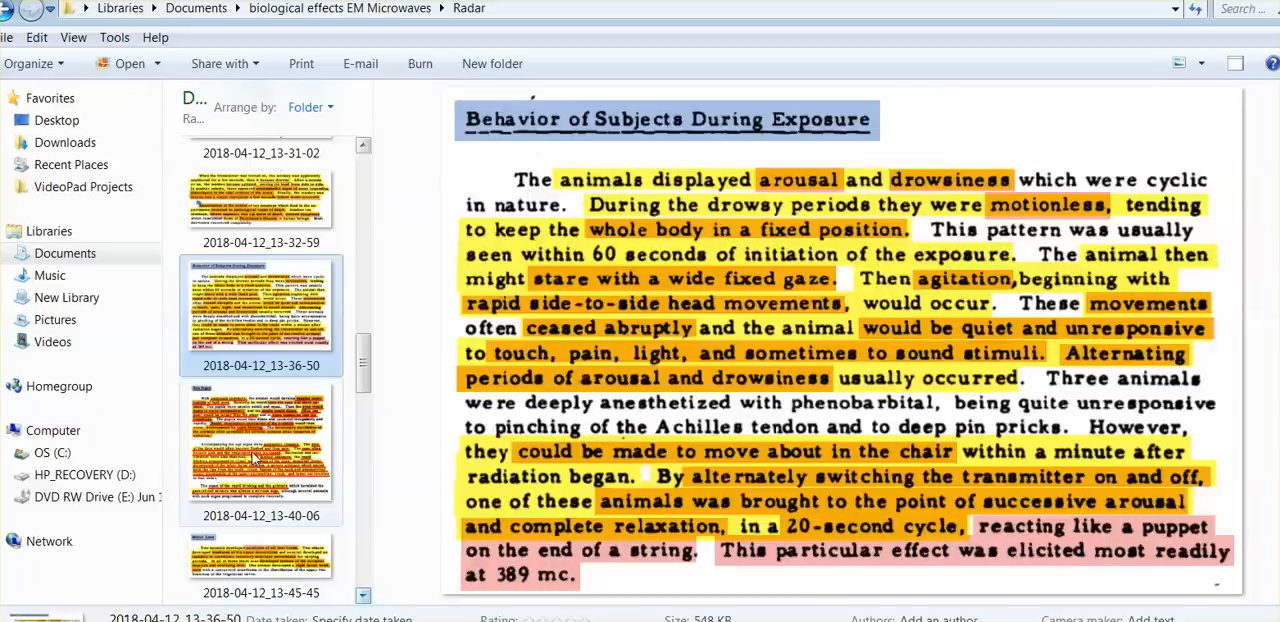 Libraries Documents biological effects EM Microwaves Radar Search ...
ile Edit View Tools Help
Organize Open Share with Print E-mail Burn New folder
Favorites
Desktop
Downloads
Recent Places
VideoPad Projects
Libraries
Documents
Music
New Library
Pictures
Videos
Homegroup
Computer
OS (C:)
HP_RECOVERY (D:)
DVD RW Drive (E:) Jun 1
Network
D...
Ra...
Arrange by: Folder
2018-04-12_13-31-02
2018-04-12_13-32-59
2018-04-12_13-36-50
2018-04-12_13-40-06
2018-04-12_13-45-45
Behavior of Subjects During Exposure
The animals displayed arousal and drowsiness which were cyclic
in nature. During the drowsy periods they were motionless, tending
to keep the whole body in a fixed position. This pattern was usually
seen within 60 seconds of initiation of the exposure. The animal then
might stare with a wide fixed gaze. Then agitation, beginning with
rapid side-to-side head movements, would occur. These movements
often ceased abruptly and the animal would be quiet and unresponsive
to touch, pain, light, and sometimes to sound stimuli. Alternating
periods of arousal and drowsiness usually occurred. Three animals
were deeply anesthetized with phenobarbital, being quite unresponsive
to pinching of the Achilles tendon and to deep pin pricks. However,
they could be made to move about in the chair within a minute after
radiation began. By alternately switching the transmitter on and off,
one of these animals was brought to the point of successive arousal
and complete relaxation, in a 20-second cycle, reacting like a puppet
on the end of a string. This particular effect was elicited most readily
at 389 mc.
2018-04-12_13-36-50 Date taken: Specify date taken Rating: Size: 548 KB Authors: Add an author Camera maker: Add text